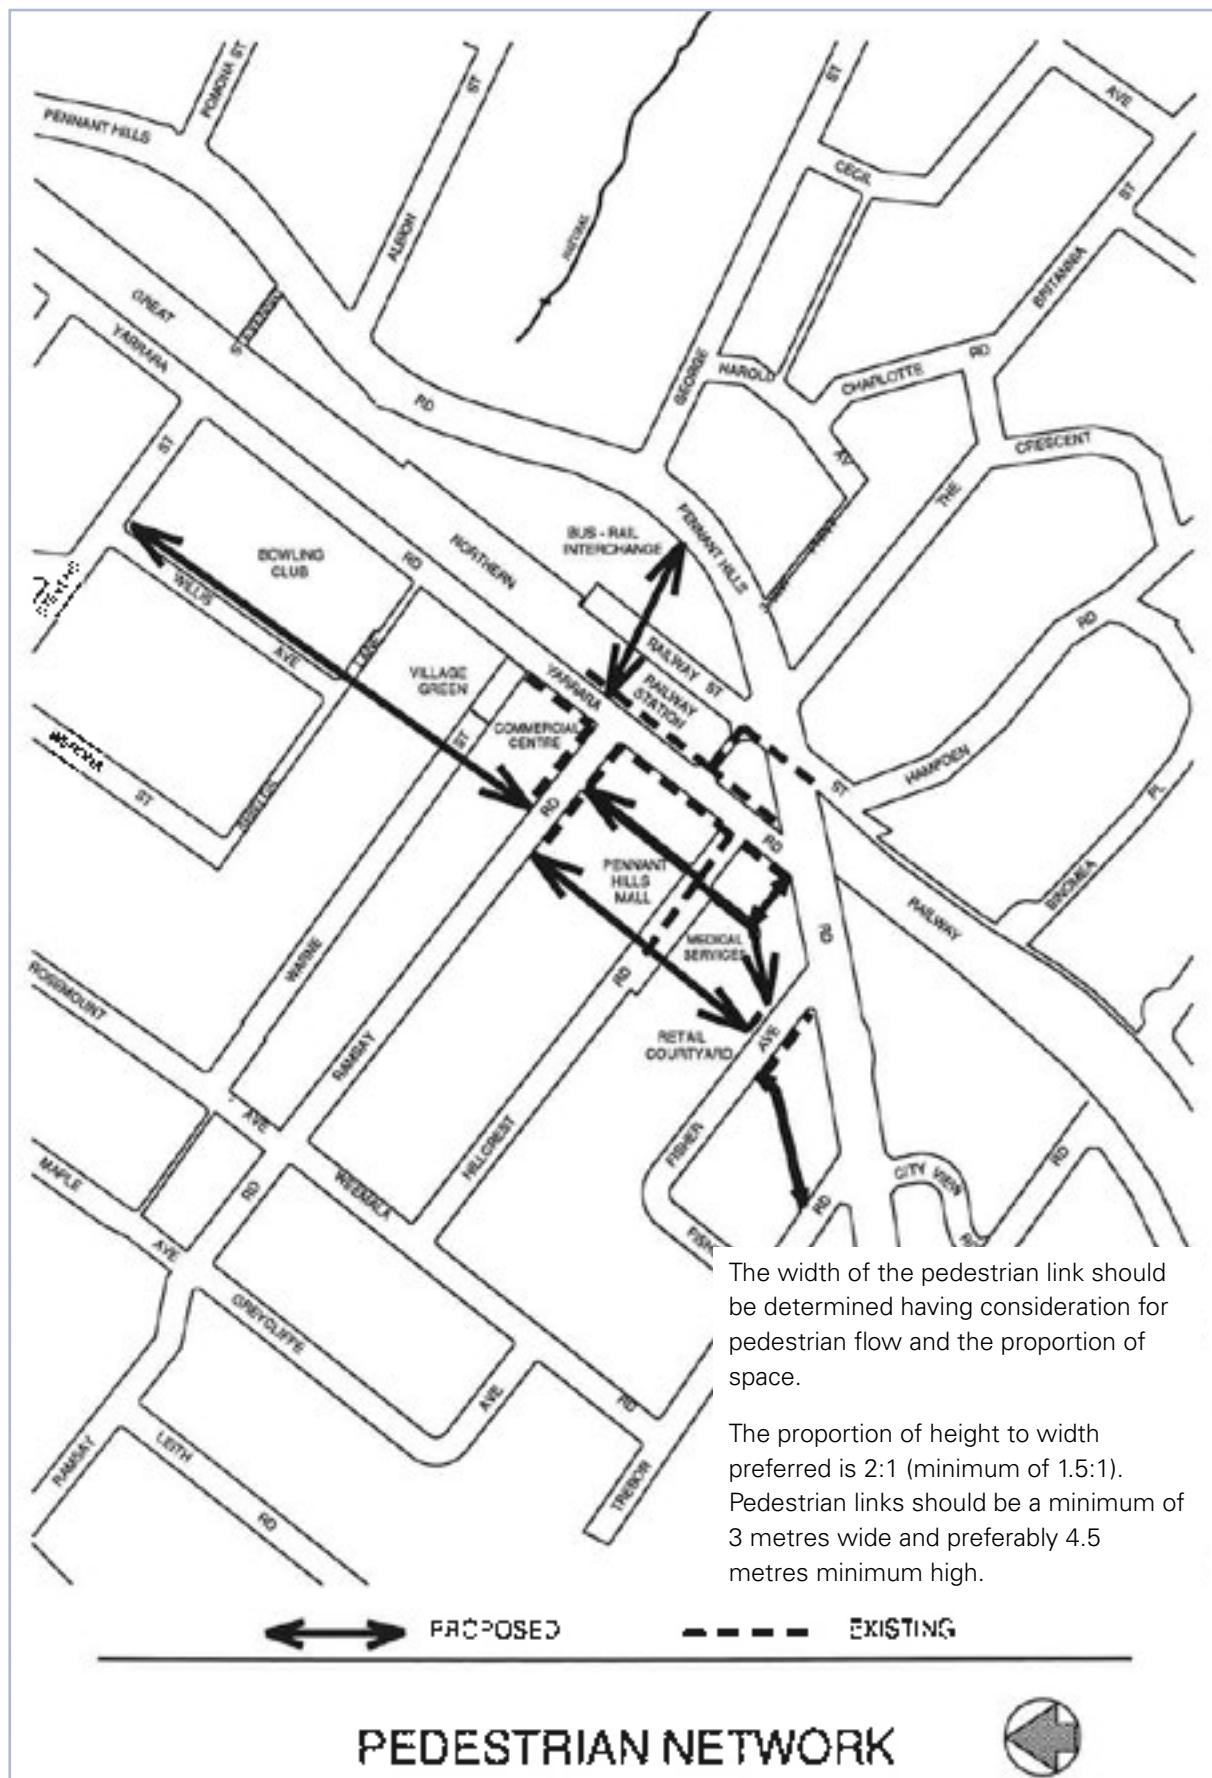 POMONA ST
ST
ST
AVE
PENNANT HILLS
CECIL
ST
ALBION
NATURAL
BRITANNIA
GREAT
YARRARA
STEVENS
GEORGE
HAROLD
CHARLOTTE
RD
RD
ST
AV
CRESCENT
THE
PENNANT HILLS
BUS - RAIL
INTERCHANGE
NORTHERN
BOWLING
CLUB
RD
WILLIS
AVE
LANE
RAILWAY ST
RAILWAY
STATION
RD
VILLAGE
GREEN
YARRARA
COMMERCIAL
CENTRE
ST
HAMPDEN
ST
ST
RD
RD
PENNANT
HILLS
MALL
BINOMEA
PL
RAILWAY
RD
MEDICAL
SERVICES
WARNE
ROSEMOUNT
RD
RETAIL
COURTYARD
AVE
RAMSAY
AVE
HILLCREST
FISHER
MAPLE
RD
WEEMALA
CITY VIEW
RD
RD
AVE
The width of the pedestrian link should
be determined having consideration for
pedestrian flow and the proportion of
space.
The proportion of height to width
preferred is 2:1 (minimum of 1.5:1).
Pedestrian links should be a minimum of
3 metres wide and preferably 4.5
metres minimum high.
GREYCLIFFE
AVE
RD
RAMSAY
LEITH
RD
TREBOR
PROPOSED
EXISTING
PEDESTRIAN NETWORK